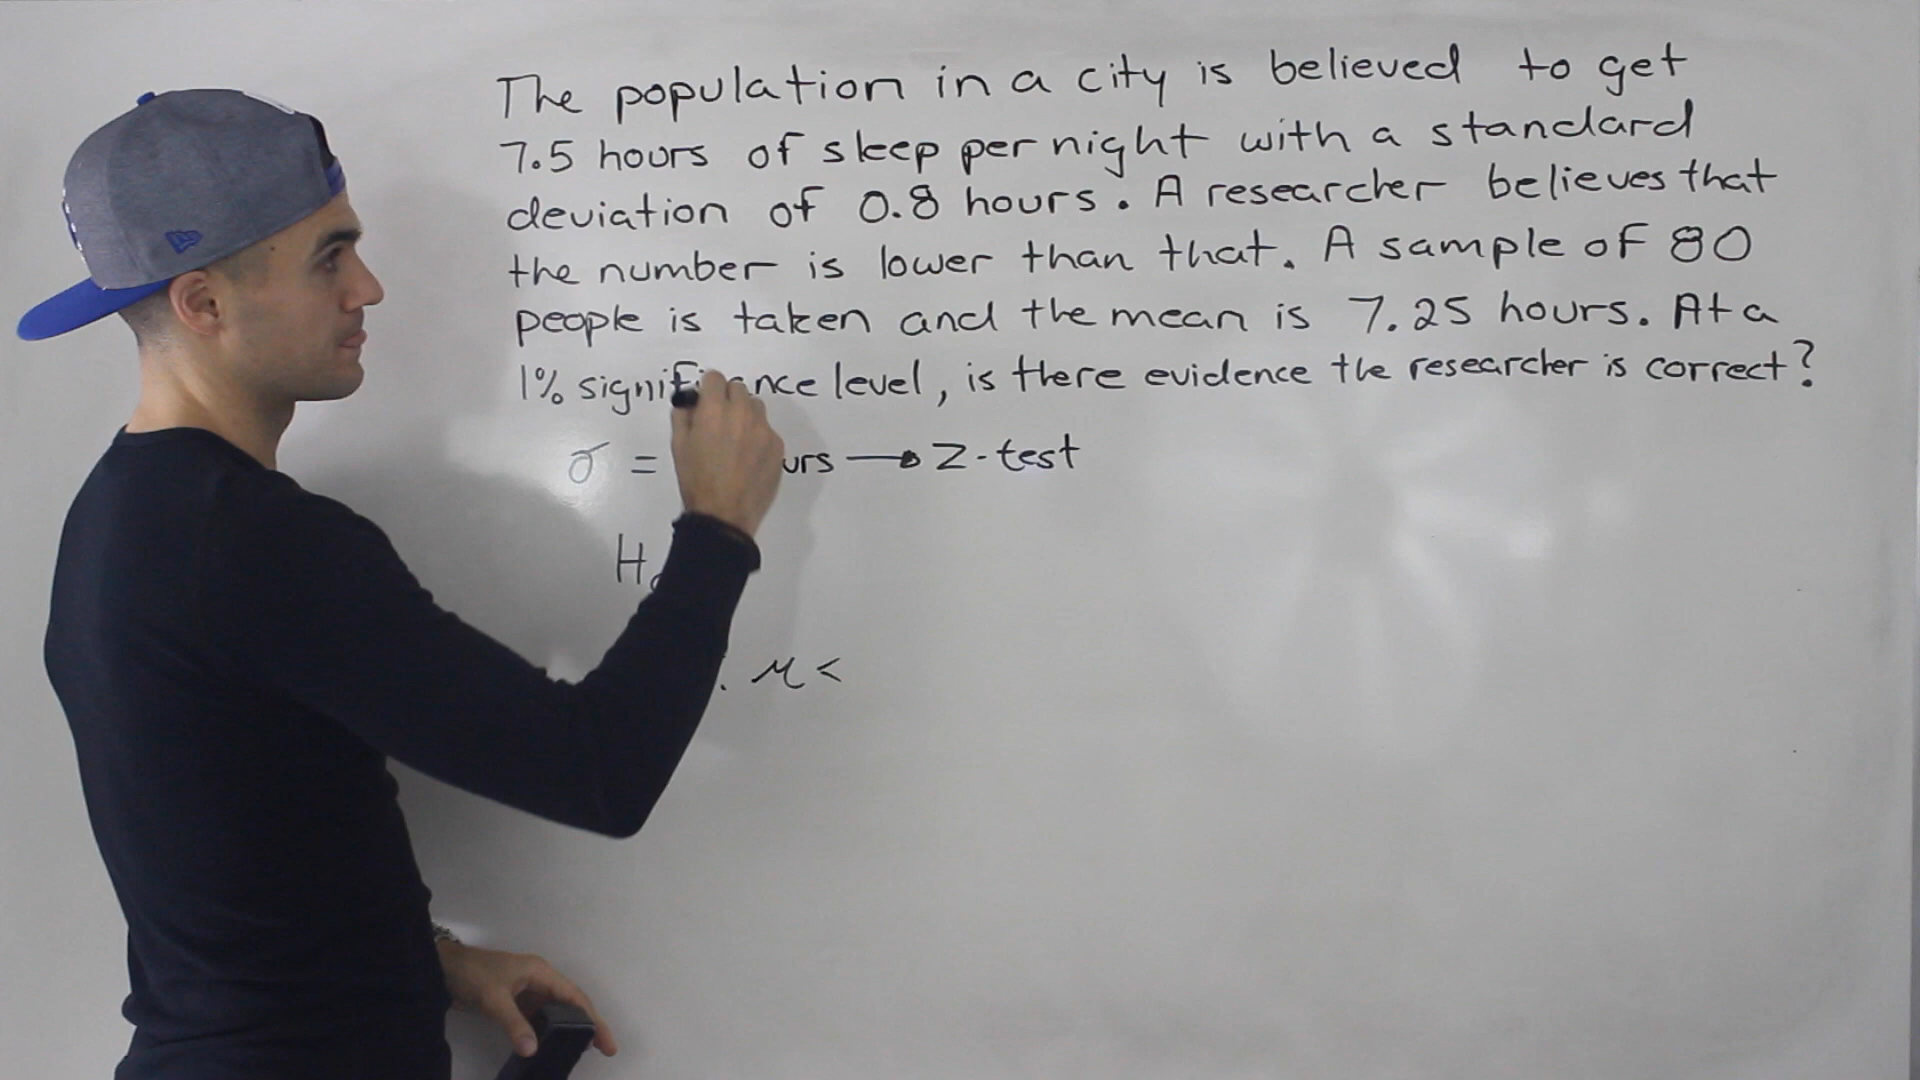 The population in a city is believed to get
7.5 hours of sleep per night with a standard
deviation of 0.8 hours. A researcher believes that
the number is lower than that. A sample of 80
people is taken and the mean is 7.25 hours. At a
1% significance level, is there evidence the researcher is correct?
σ = urs → Z-test
H₀
: μ <